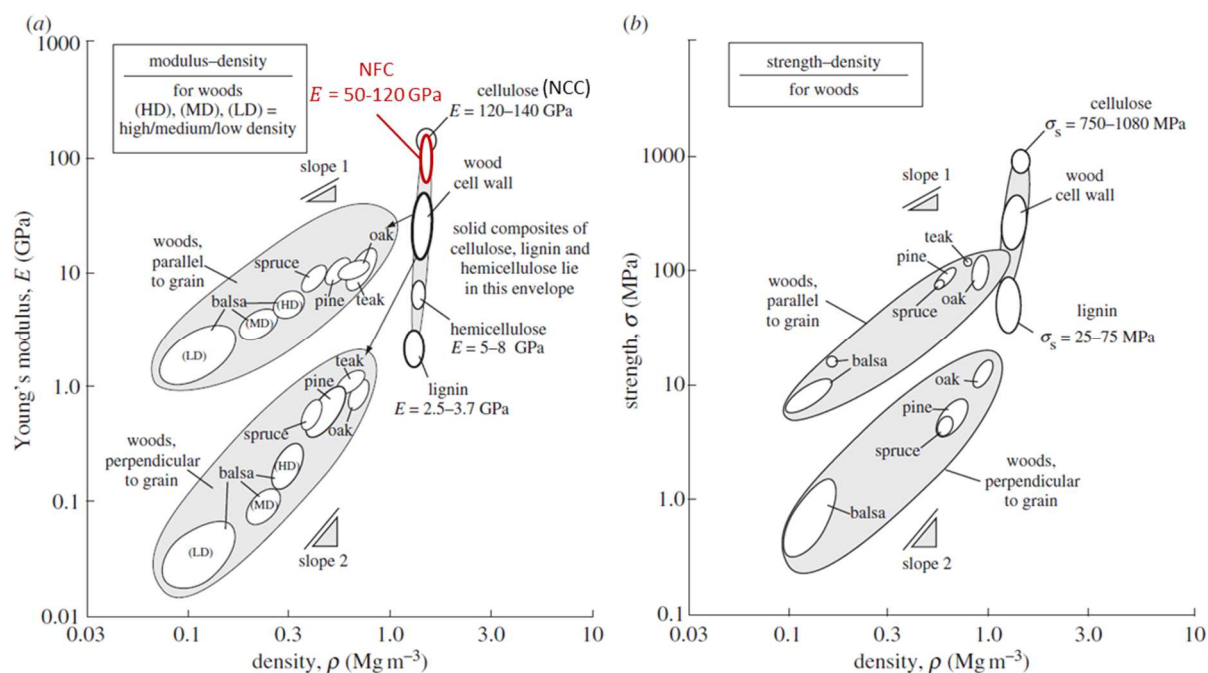 (a)
1000
100
10
1.0
0.1
0.01
Young's modulus, E (GPa)
modulus–density
for woods
(HD), (MD), (LD) =
high/medium/low density
NFC
E = 50-120 GPa
cellulose (NCC)
E = 120–140 GPa
slope 1
wood
cell wall
woods,
parallel to
grain
oak
spruce
balsa
(HD)
pine
teak
(MD)
(LD)
solid composites of
cellulose, lignin and
hemicellulose lie
in this envelope
hemicellulose
E = 5–8 GPa
lignin
E = 2.5–3.7 GPa
teak
pine
spruce
oak
woods,
perpendicular
to grain
balsa
(HD)
(MD)
(LD)
slope 2
0.03
0.1
0.3
1.0
3.0
10
density, ρ (Mg m⁻³)
(b)
1000
100
10
1.0
0.1
strength, σ (MPa)
strength–density
for woods
cellulose
σs = 750–1080 MPa
slope 1
wood
cell wall
teak
pine
spruce
oak
woods,
parallel to
grain
lignin
σs = 25–75 MPa
balsa
oak
pine
spruce
woods,
perpendicular
to grain
balsa
slope 2
0.03
0.1
0.3
1.0
3.0
10
density, ρ (Mg m⁻³)